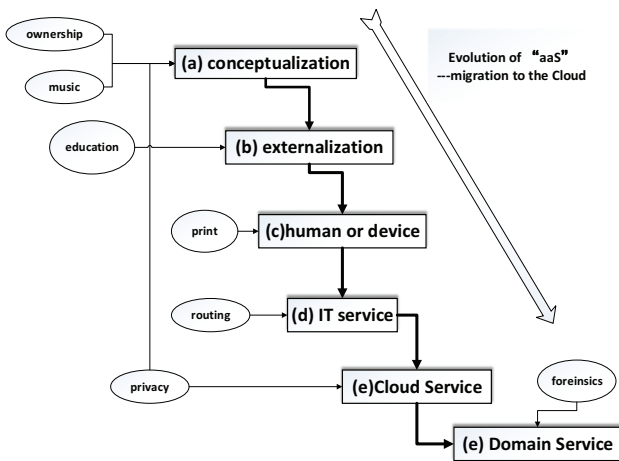 ownership
music
(a) conceptualization
Evolution of “aaS”
---migration to the Cloud
education
(b) externalization
print
(c)human or device
routing
(d) IT service
privacy
(e)Cloud Service
foreinsics
(e) Domain Service